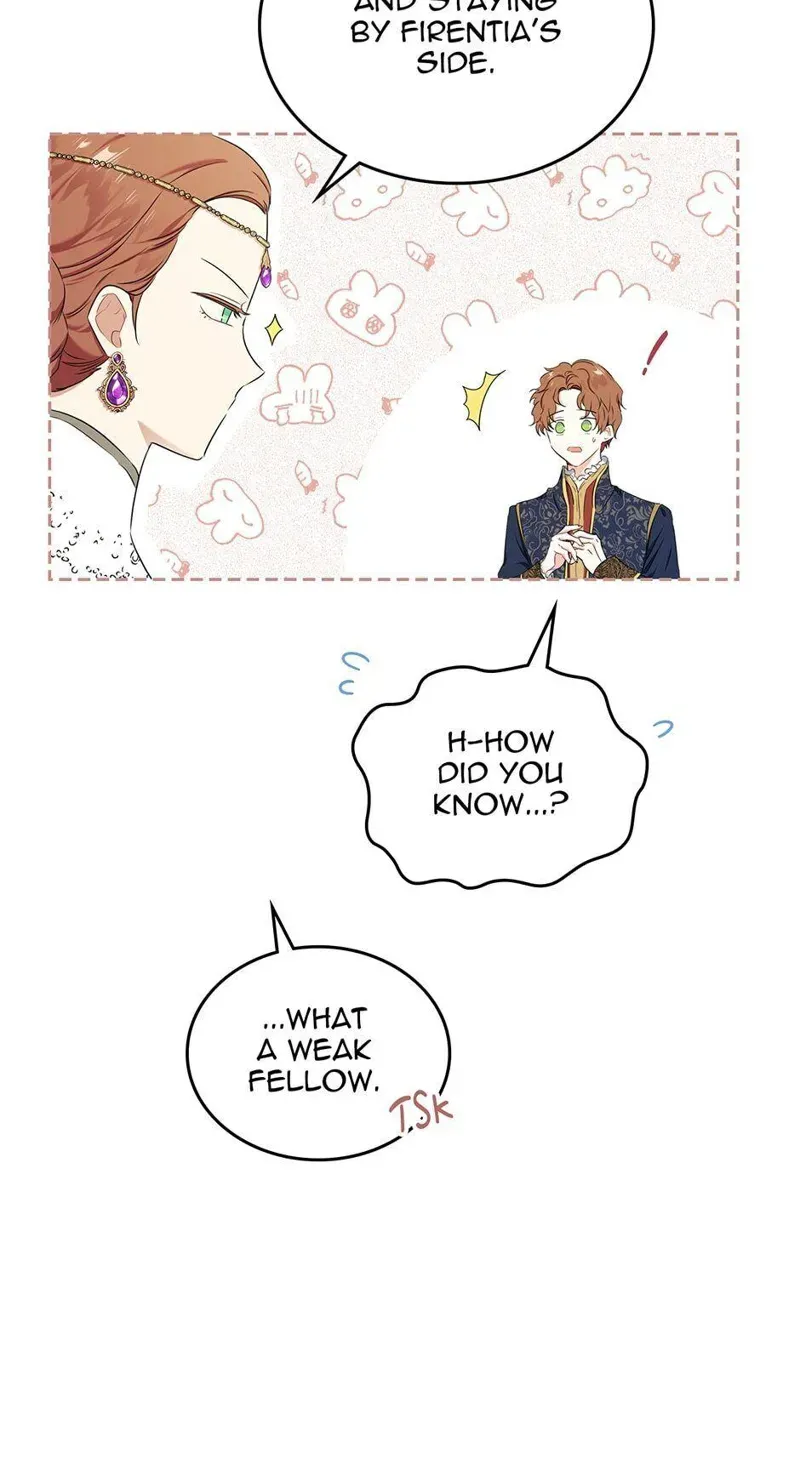 AND STAYING
BY FIRENTIA'S
SIDE.
!
H-HOW
DID YOU
KNOW...?
...WHAT
A WEAK
FELLOW.
TSK